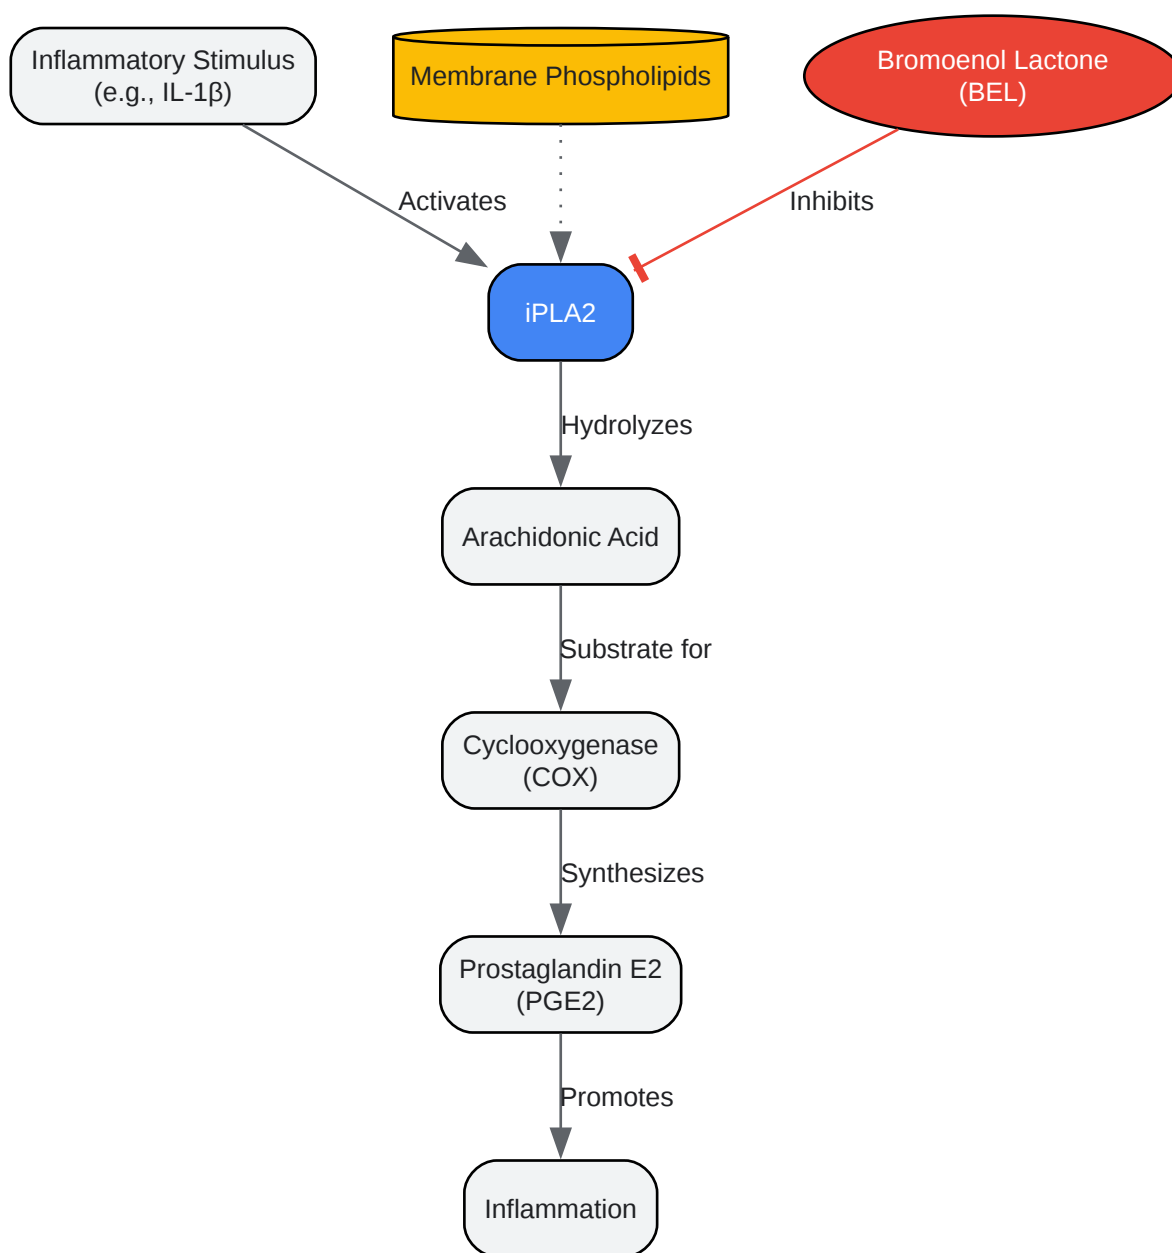 Inflammatory Stimulus
(e.g., IL-1β)
Membrane Phospholipids
Bromoenol Lactone
(BEL)
Activates
Inhibits
iPLA2
Hydrolyzes
Arachidonic Acid
Substrate for
Cyclooxygenase
(COX)
Synthesizes
Prostaglandin E2
(PGE2)
Promotes
Inflammation